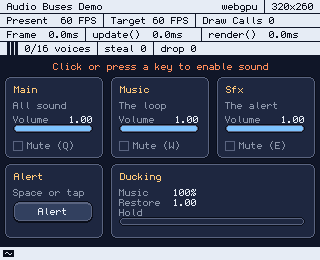 Audio Buses Demo webgpu 320x260
Present 60 FPS Target 60 FPS Draw Calls 0
Frame 0.0ms update() 0.0ms render() 0.0ms
0/16 voices steal 0 drop 0
Click or press a key to enable sound
Main Music Sfx
All sound The loop The alert
Volume 1.00 Volume 1.00 Volume 1.00
Mute (Q) Mute (W) Mute (E)
Alert Ducking
Space or tap Music 100%
Restore 1.00
Alert Hold